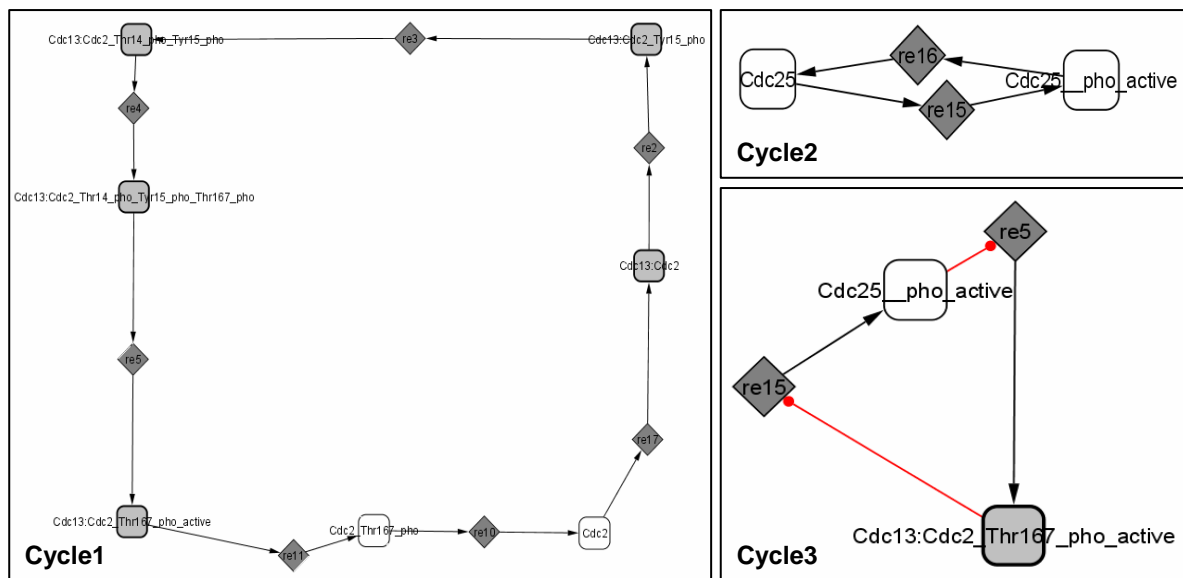 Cdc13:Cdc2_Thr14_pho_Tyr15_pho
re3
Cdc13:Cdc2_Tyr15_pho
re4
re2
Cdc13:Cdc2_Thr14_pho_Tyr15_pho_Thr167_pho
Cdc13:Cdc2
re5
re17
Cdc13:Cdc2_Thr167_pho_active
Cdc2_Thr167_pho
re10
Cdc2
re11
Cycle1
re16
Cdc25
Cdc25__pho_active
re15
Cycle2
re5
Cdc25__pho_active
re15
Cdc13:Cdc2_Thr167_pho_active
Cycle3